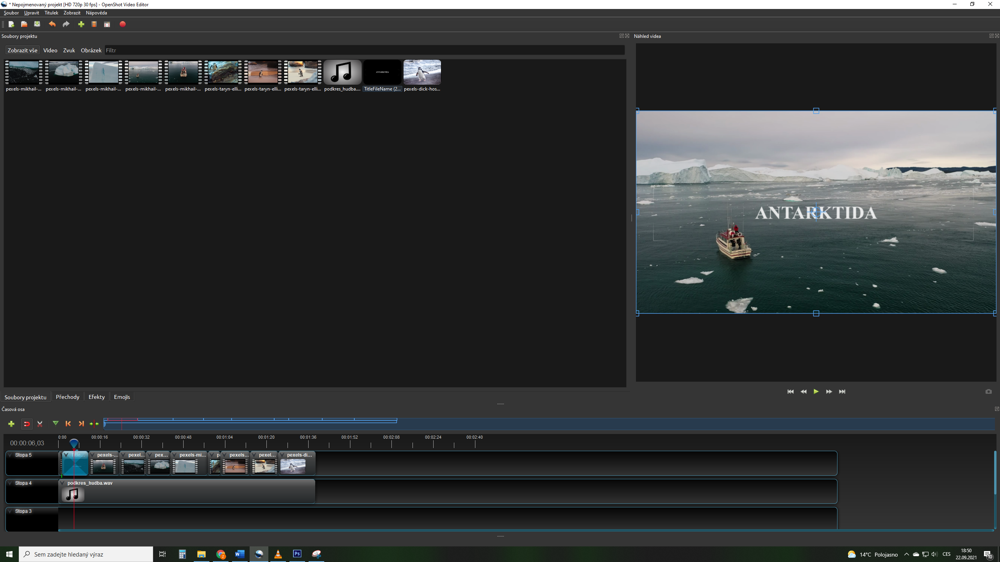 * Nepojmenovaný projekt [HD 720p 30 fps] - OpenShot Video Editor
Soubor Upravit Titulek Zobrazit Nápověda
Soubory projektu
Náhled videa
Zobrazit vše Video Zvuk Obrázek Filtr
ANTARKTIDA
pexels-mikhail-... pexels-mikhail-... pexels-mikhail-... pexels-mikhail-... pexels-mikhail-... pexels-taryn-elli... pexels-taryn-elli... pexels-taryn-elli... podkres_hudba.... TitleFileName (2... pexels-dick-hos...
ANTARKTIDA
Soubory projektu Přechody Efekty Emojis
Časová osa
00:00:06,03
0:00 00:00:16 00:00:32 00:00:48 00:01:04 00:01:20 00:01:36 00:01:52 00:02:08 00:02:24 00:02:40
Stopa 5
Title... pexels-... pexel... pex... pexels-mi... p pexels... pexel... pexels-di...
Stopa 4
podkres_hudba.wav
Stopa 3
Sem zadejte hledaný výraz
Z
W
Ps
14°C Polojasno
CES
18:50
22.09.2021
10